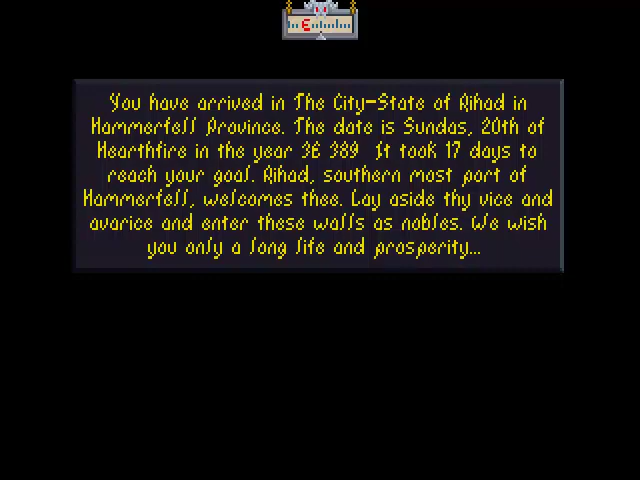 E
You have arrived in The City-State of Rihad in
Hammerfell Province. The date is Sundas, 20th of
Hearthfire in the year 3E 389 It took 17 days to
reach your goal. Rihad, southern most port of
Hammerfell, welcomes thee. Lay aside thy vice and
avarice and enter these walls as nobles. We wish
you only a long life and prosperity...